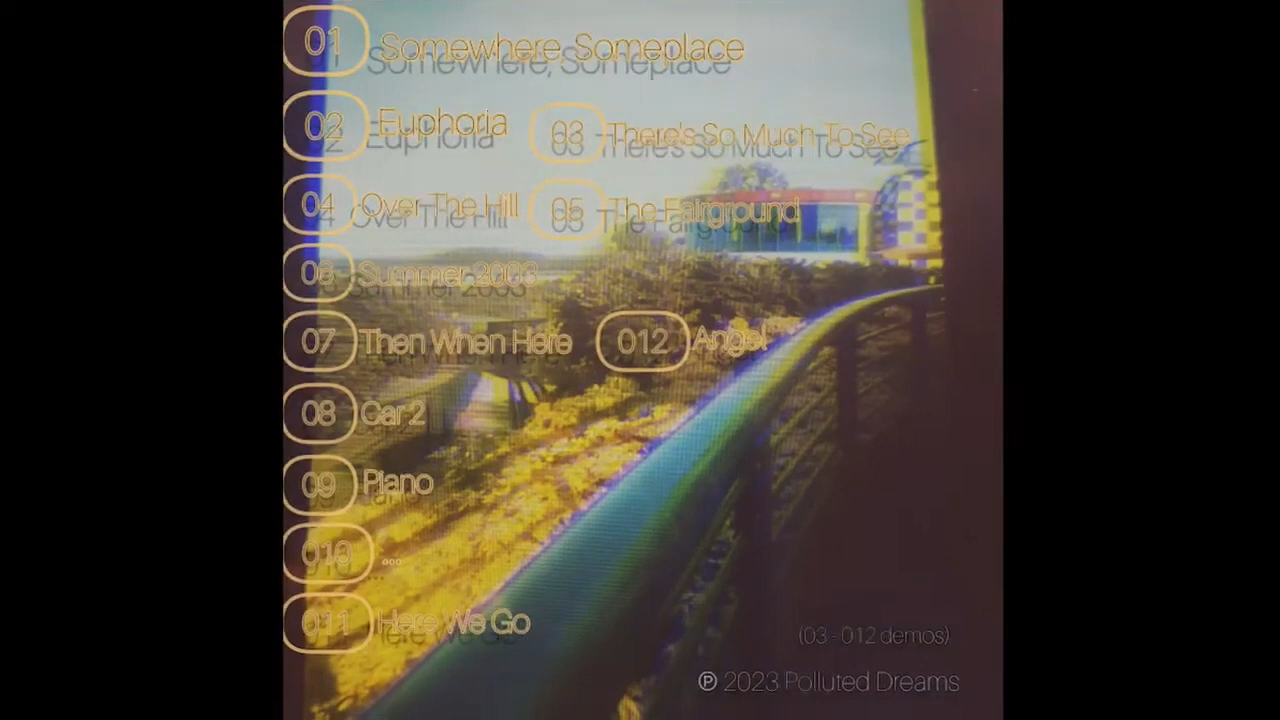 01 Somewhere, Someplace
02 Euphoria 03 There's So Much To See
04 Over The Hill 05 The Fairground
06 Summer 2003
07 Then When Here 012 Angel
08 Car 2
09 Piano
010 ...
011 Here We Go
(03 - 012 demos)
℗ 2023 Polluted Dreams